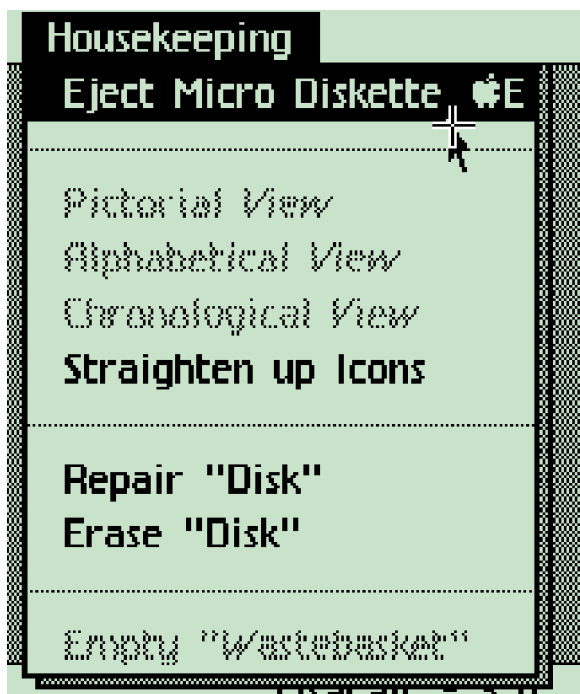 Housekeeping
Eject Micro Diskette E
Pictorial View
Alphabetical View
Chronological View
Straighten up Icons
Repair "Disk"
Erase "Disk"
Empty "Wastebasket"